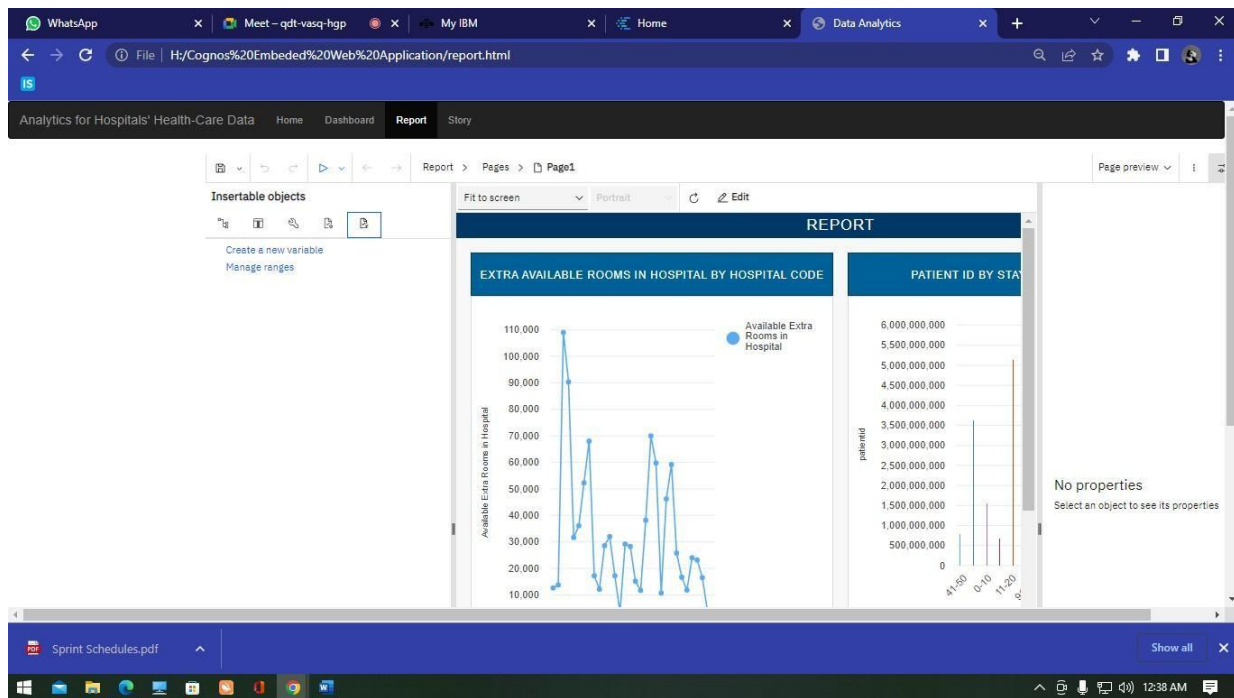 WhatsApp
Meet – qdt-vasq-hgp
My IBM
Home
Data Analytics
File
H:/Cognos%20Embeded%20Web%20Application/report.html
IS
Analytics for Hospitals' Health-Care Data
Home
Dashboard
Report
Story
Report > Pages > Page1
Page preview
Insertable objects
Fit to screen
Portrait
Edit
Create a new variable
Manage ranges
REPORT
EXTRA AVAILABLE ROOMS IN HOSPITAL BY HOSPITAL CODE
Available Extra Rooms in Hospital
110,000
100,000
90,000
80,000
70,000
60,000
50,000
40,000
30,000
20,000
10,000
Available Extra
Rooms in
Hospital
PATIENT ID BY STA
patientid
6,000,000,000
5,500,000,000
5,000,000,000
4,500,000,000
4,000,000,000
3,500,000,000
3,000,000,000
2,500,000,000
2,000,000,000
1,500,000,000
1,000,000,000
500,000,000
0
41-50
0-10
11-20
No properties
Select an object to see its properties
Sprint Schedules.pdf
Show all
12:38 AM